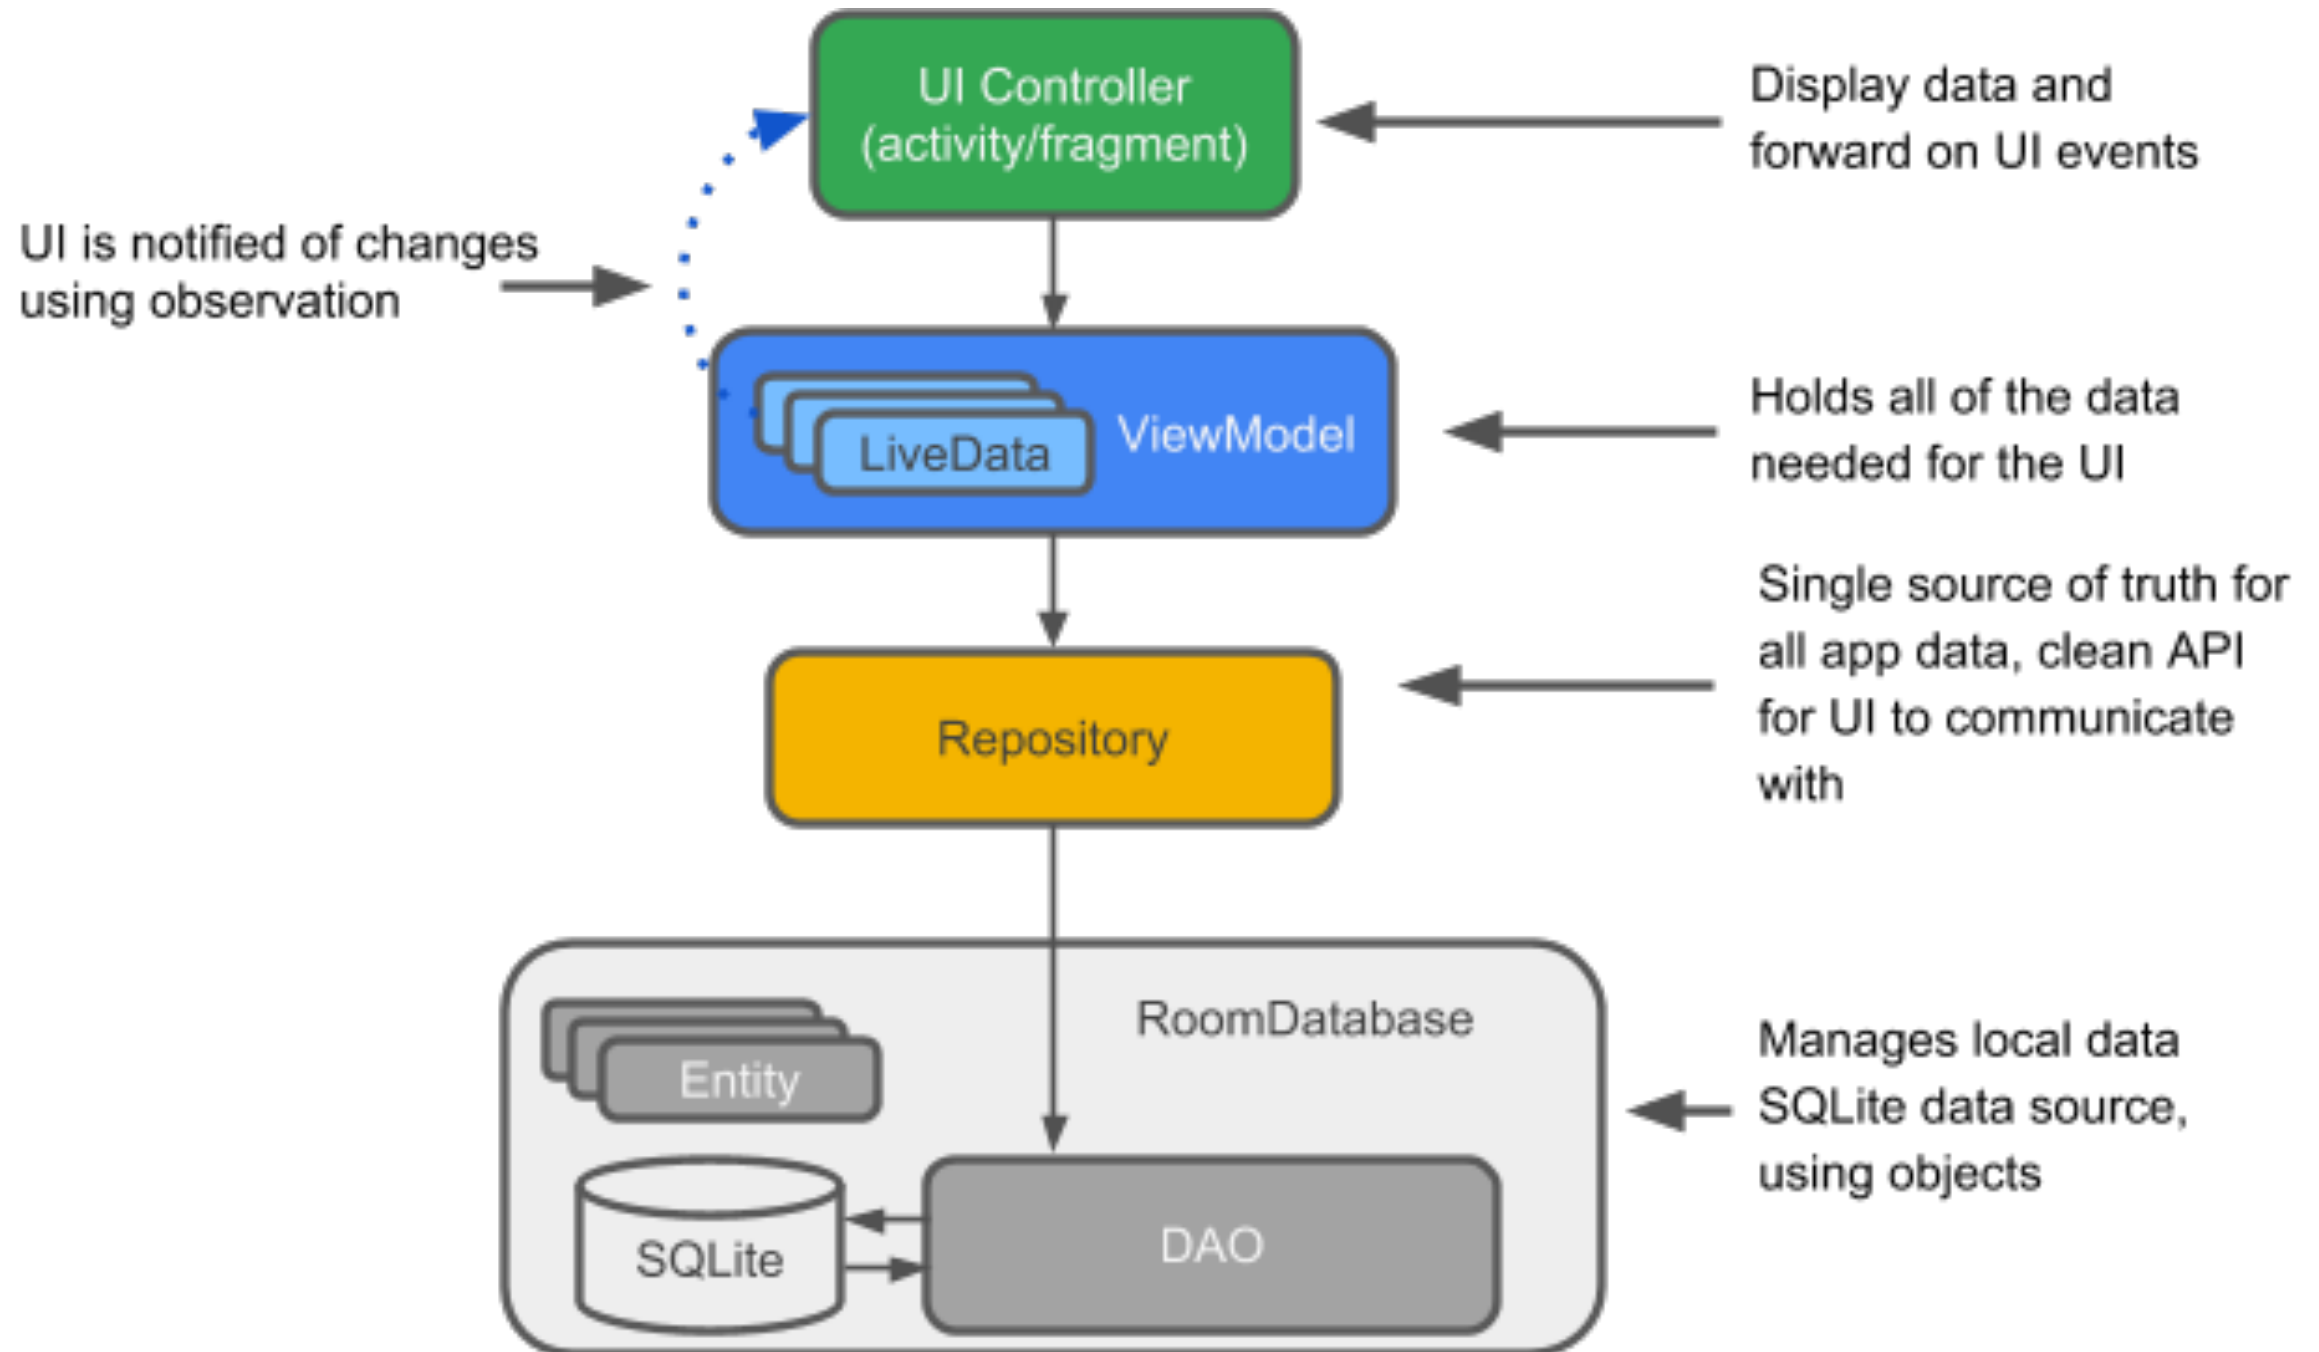 UI Controller
(activity/fragment)
Display data and
forward on UI events
UI is notified of changes
using observation
LiveData
ViewModel
Holds all of the data
needed for the UI
Repository
Single source of truth for
all app data, clean API
for UI to communicate
with
RoomDatabase
Entity
SQLite
DAO
Manages local data
SQLite data source,
using objects